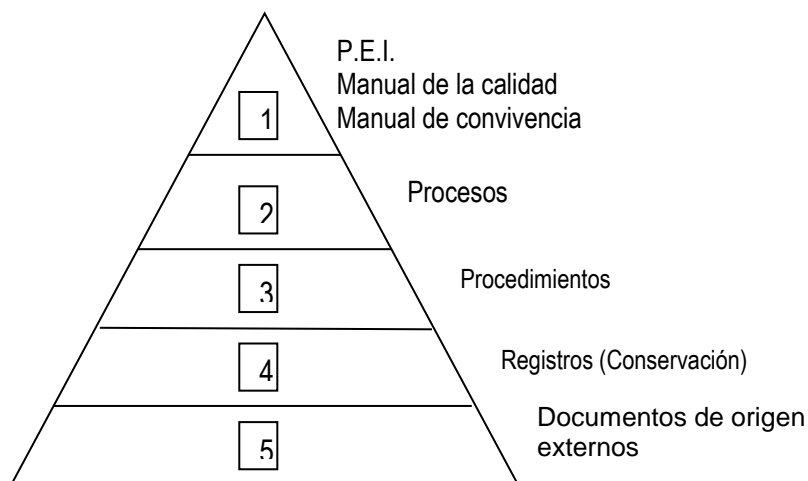 P.E.I.
Manual de la calidad
1
Manual de convivencia
2
Procesos
3
Procedimientos
4
Registros (Conservación)
5
Documentos de origen
externos